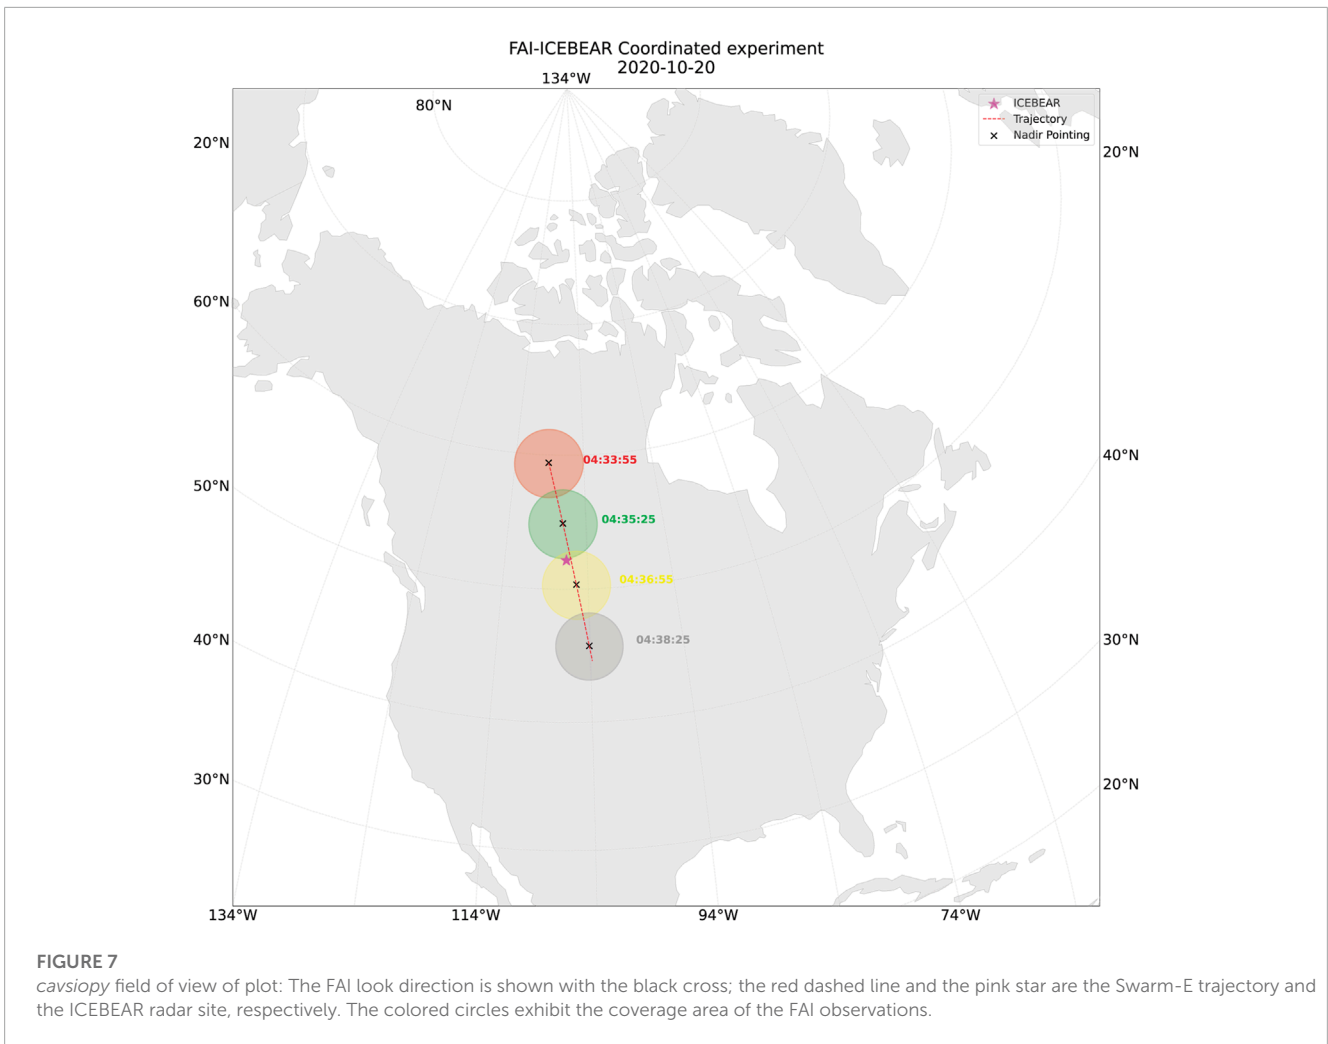 FAI-ICEBEAR Coordinated experiment
2020-10-20
134°W
80°N
ICEBEAR
Trajectory
Nadir Pointing
20°N
20°N
60°N
40°N
04:33:55
50°N
04:35:25
04:36:55
40°N
04:38:25
30°N
30°N
20°N
134°W
114°W
94°W
74°W
FIGURE 7
cavsiopy field of view of plot: The FAI look direction is shown with the black cross; the red dashed line and the pink star are the Swarm-E trajectory and
the ICEBEAR radar site, respectively. The colored circles exhibit the coverage area of the FAI observations.